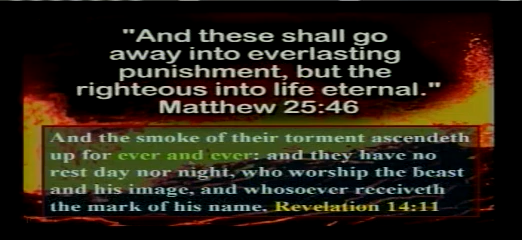 "And these shall go
away into everlasting
punishment, but the
righteous into life eternal."
Matthew 25:46
And the smoke of their torment ascendeth
up for ever and ever: and they have no
rest day nor night, who worship the beast
and his image, and whosoever receiveth
the mark of his name. Revelation 14:11